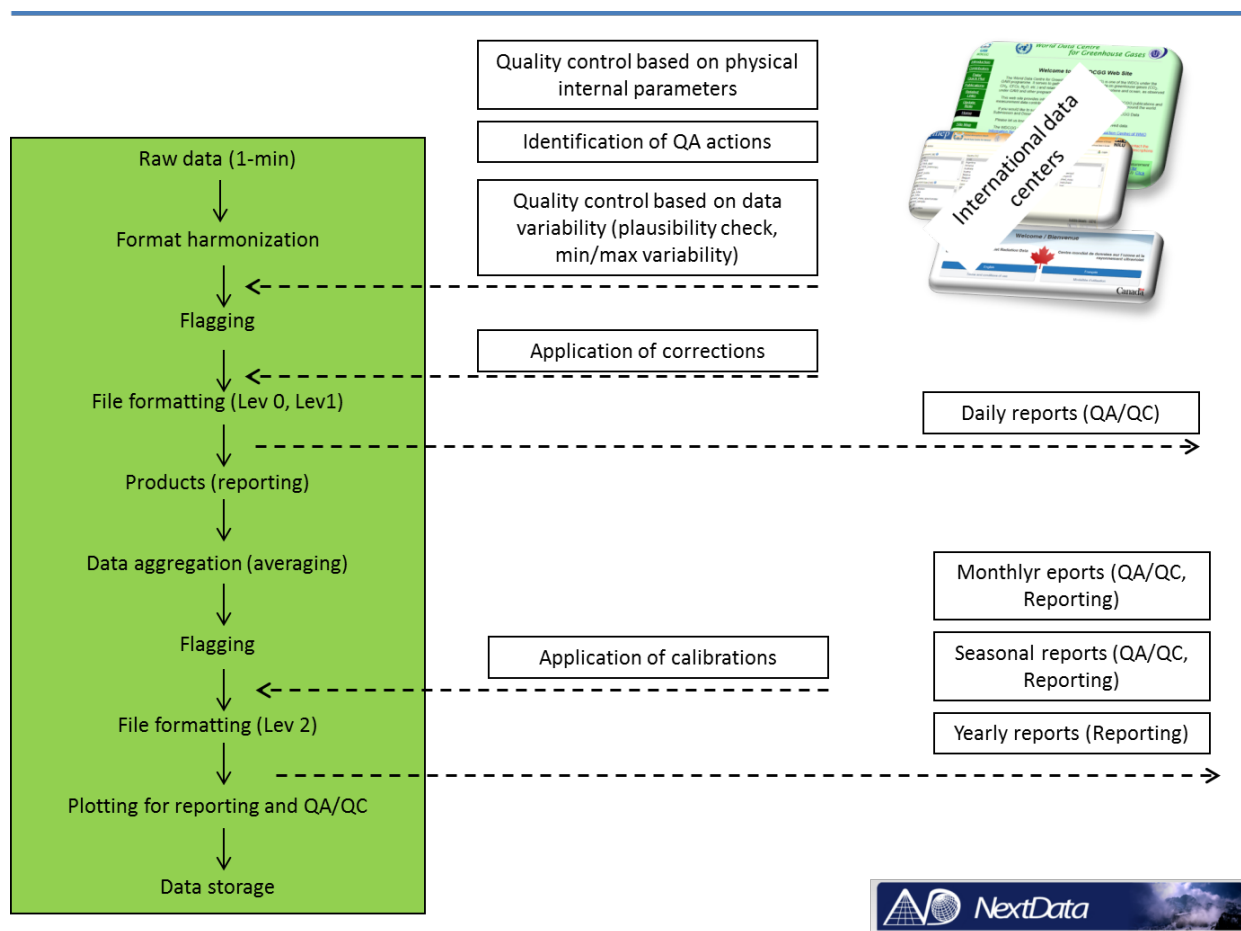 Quality control based on physical
internal parameters
Identification of QA actions
Quality control based on data
variability (plausibility check,
min/max variability)
Raw data (1-min)
Format harmonization
Flagging
Application of corrections
File formatting (Lev 0, Lev1)
Daily reports (QA/QC)
Products (reporting)
Data aggregation (averaging)
Monthlyr eports (QA/QC,
Reporting)
Flagging
Application of calibrations
Seasonal reports (QA/QC,
Reporting)
File formatting (Lev 2)
Yearly reports (Reporting)
Plotting for reporting and QA/QC
Data storage
World Data Centre
for Greenhouse Gases
International data
centers
Welcome / Bienvenue
Canada
NextData